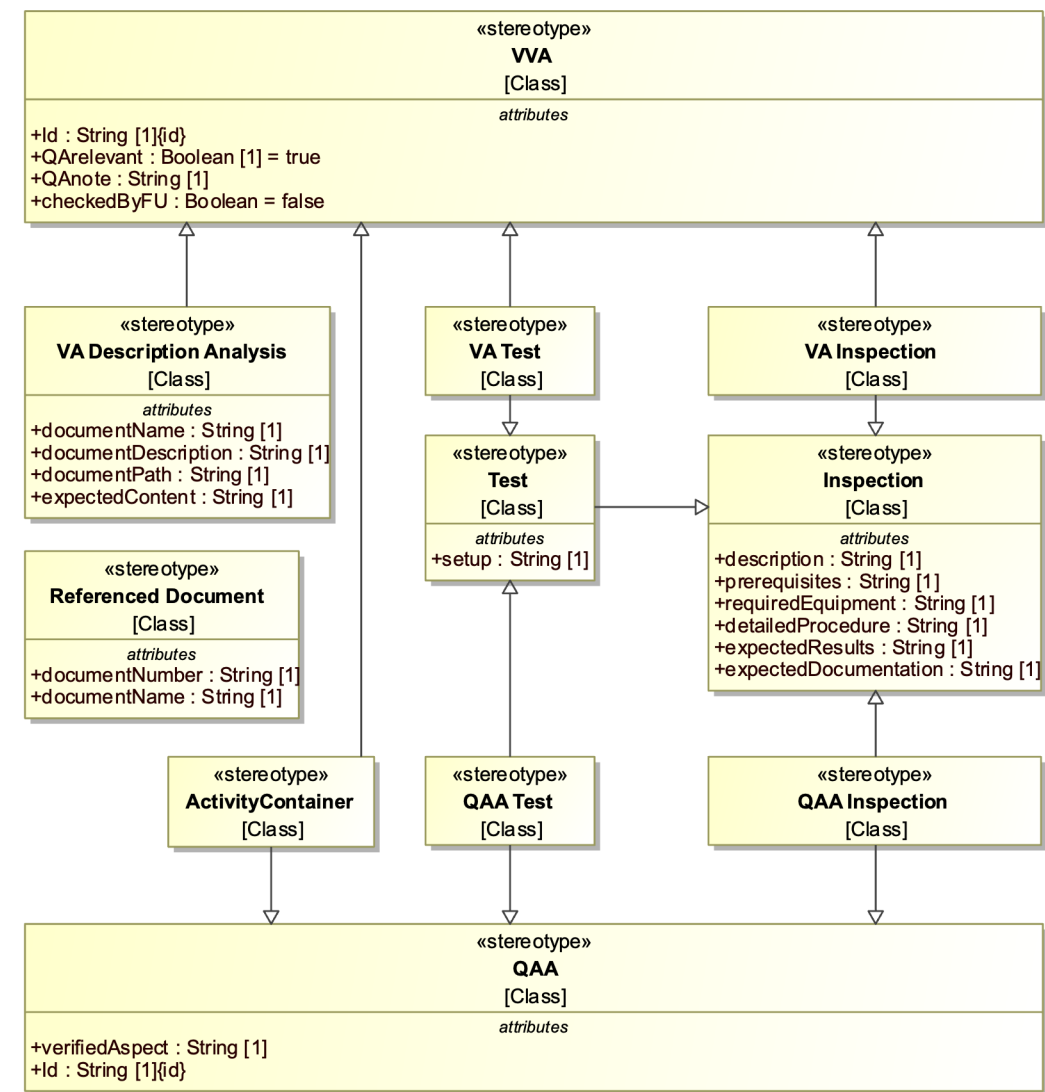 «stereotype»
VVA
[Class]
attributes
+Id : String [1]{id}
+QArelevant : Boolean [1] = true
+QAnote : String [1]
+checkedByFU : Boolean = false
«stereotype»
VA Description Analysis
[Class]
attributes
+documentName : String [1]
+documentDescription : String [1]
+documentPath : String [1]
+expectedContent : String [1]
«stereotype»
VA Test
[Class]
«stereotype»
VA Inspection
[Class]
«stereotype»
Test
[Class]
attributes
+setup : String [1]
«stereotype»
Inspection
[Class]
attributes
+description : String [1]
+prerequisites : String [1]
+requiredEquipment : String [1]
+detailedProcedure : String [1]
+expectedResults : String [1]
+expectedDocumentation : String [1]
«stereotype»
Referenced Document
[Class]
attributes
+documentNumber : String [1]
+documentName : String [1]
«stereotype»
ActivityContainer
[Class]
«stereotype»
QAA Test
[Class]
«stereotype»
QAA Inspection
[Class]
«stereotype»
QAA
[Class]
attributes
+verifiedAspect : String [1]
+Id : String [1]{id}